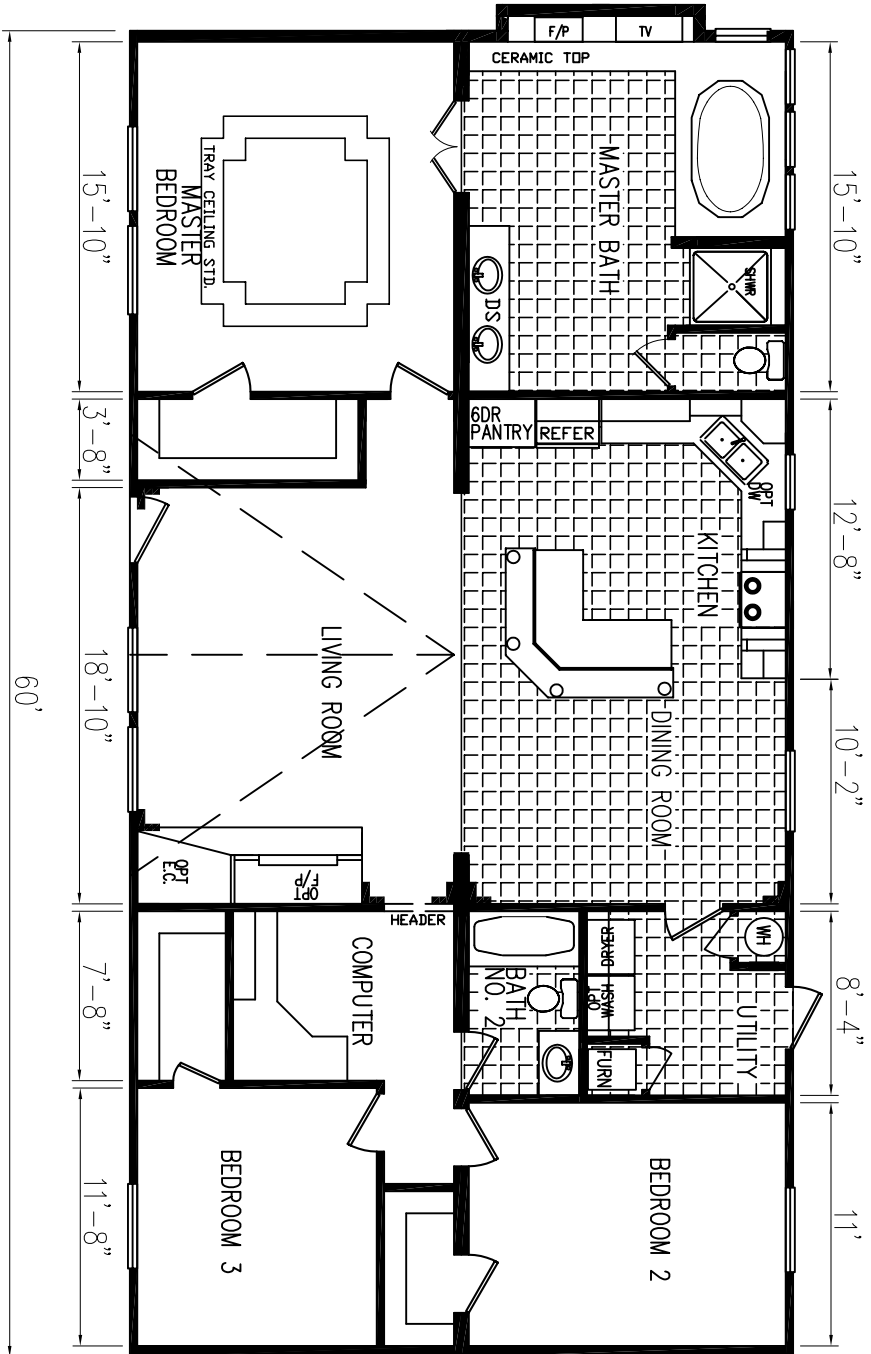 F/P
TV
CERAMIC TOP
15'-10"
MASTER BATH
SHWR
DS
TRAY CEILING STD.
MASTER
BEDROOM
15'-10"
6DR
PANTRY
REFER
OPT
DW
KITCHEN
12'-8"
3'-8"
LIVING ROOM
18'-10"
60'
DINING ROOM
10'-2"
OPT
F/P
OPT
E.C.
HEADER
COMPUTER
7'-8"
BATH
NO. 2
DRYER
WASH
OPT
FURN
WH
UTILITY
8'-4"
BEDROOM 3
11'-8"
BEDROOM 2
11'